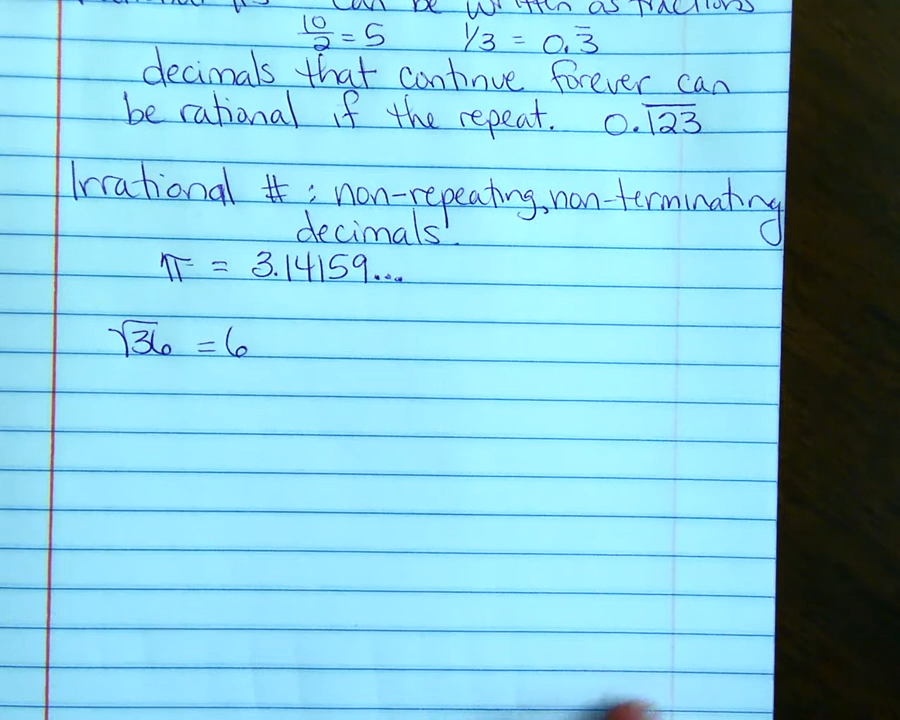 can be written as fractions
10/2 = 5 1/3 = 0.3̅
decimals that continue forever can
be rational if the repeat. 0.1̅2̅3̅
Irrational # : non-repeating, non-terminating
decimals.
π = 3.14159...
√36 = 6